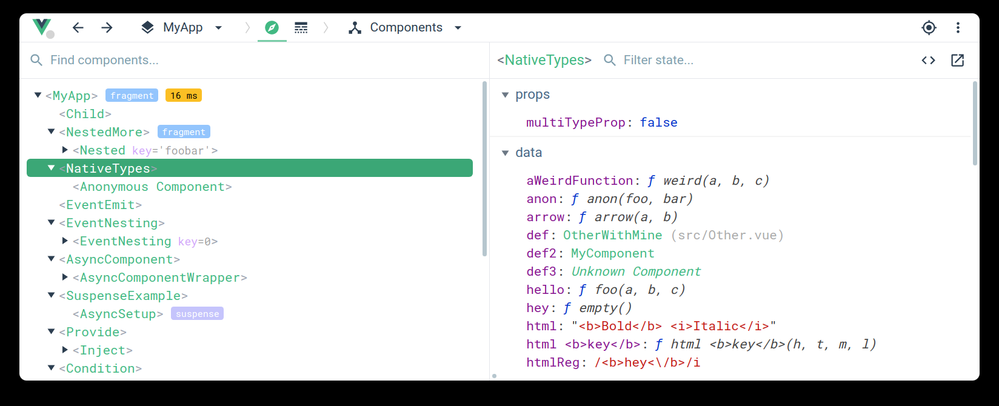 MyApp Components
Find components...
<MyApp> fragment 16 ms
<Child>
<NestedMore> fragment
<Nested key='foobar'>
<NativeTypes>
<Anonymous Component>
<EventEmit>
<EventNesting>
<EventNesting key=0>
<AsyncComponent>
<AsyncComponentWrapper>
<SuspenseExample>
<AsyncSetup> suspense
<Provide>
<Inject>
<Condition>
<NativeTypes> Filter state...
props
multiTypeProp: false
data
aWeirdFunction: ƒ weird(a, b, c)
anon: ƒ anon(foo, bar)
arrow: ƒ arrow(a, b)
def: OtherWithMine (src/Other.vue)
def2: MyComponent
def3: Unknown Component
hello: ƒ foo(a, b, c)
hey: ƒ empty()
html: "<b>Bold</b> <i>Italic</i>"
html <b>key</b>: ƒ html <b>key</b>(h, t, m, l)
htmlReg: /<b>hey<\/b>/i